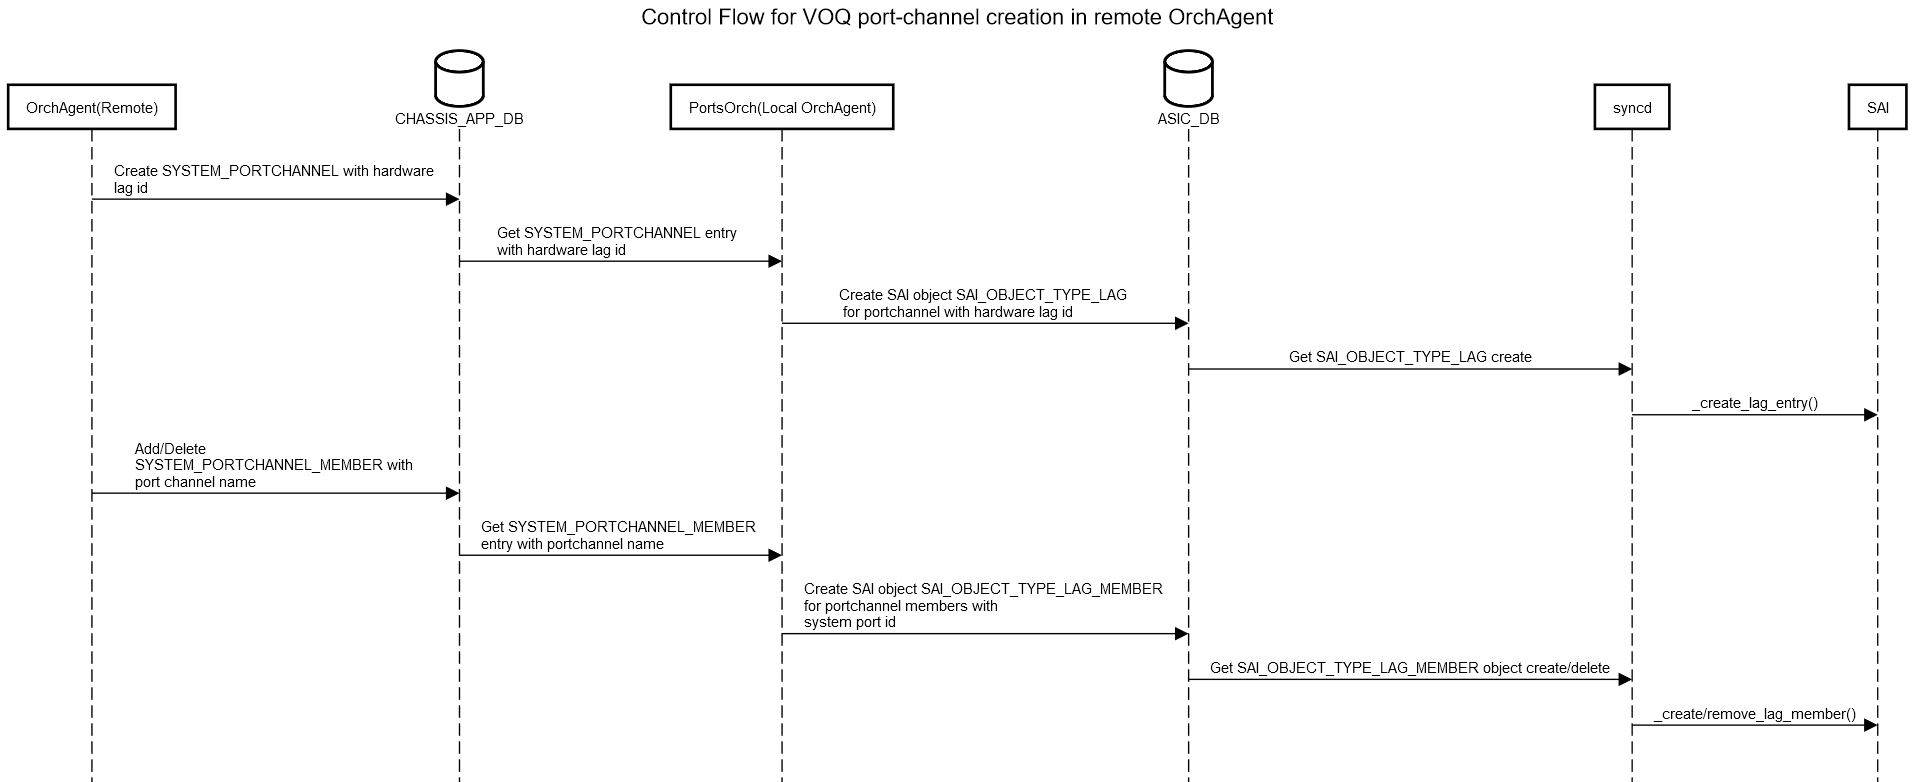 Control Flow for VOQ port-channel creation in remote OrchAgent
OrchAgent(Remote)
CHASSIS_APP_DB
PortsOrch(Local OrchAgent)
ASIC_DB
syncd
SAI
Create SYSTEM_PORTCHANNEL with hardware
lag id
Get SYSTEM_PORTCHANNEL entry
with hardware lag id
Create SAI object SAI_OBJECT_TYPE_LAG
for portchannel with hardware lag id
Get SAI_OBJECT_TYPE_LAG create
_create_lag_entry()
Add/Delete
SYSTEM_PORTCHANNEL_MEMBER with
port channel name
Get SYSTEM_PORTCHANNEL_MEMBER
entry with portchannel name
Create SAI object SAI_OBJECT_TYPE_LAG_MEMBER
for portchannel members with
system port id
Get SAI_OBJECT_TYPE_LAG_MEMBER object create/delete
_create/remove_lag_member()